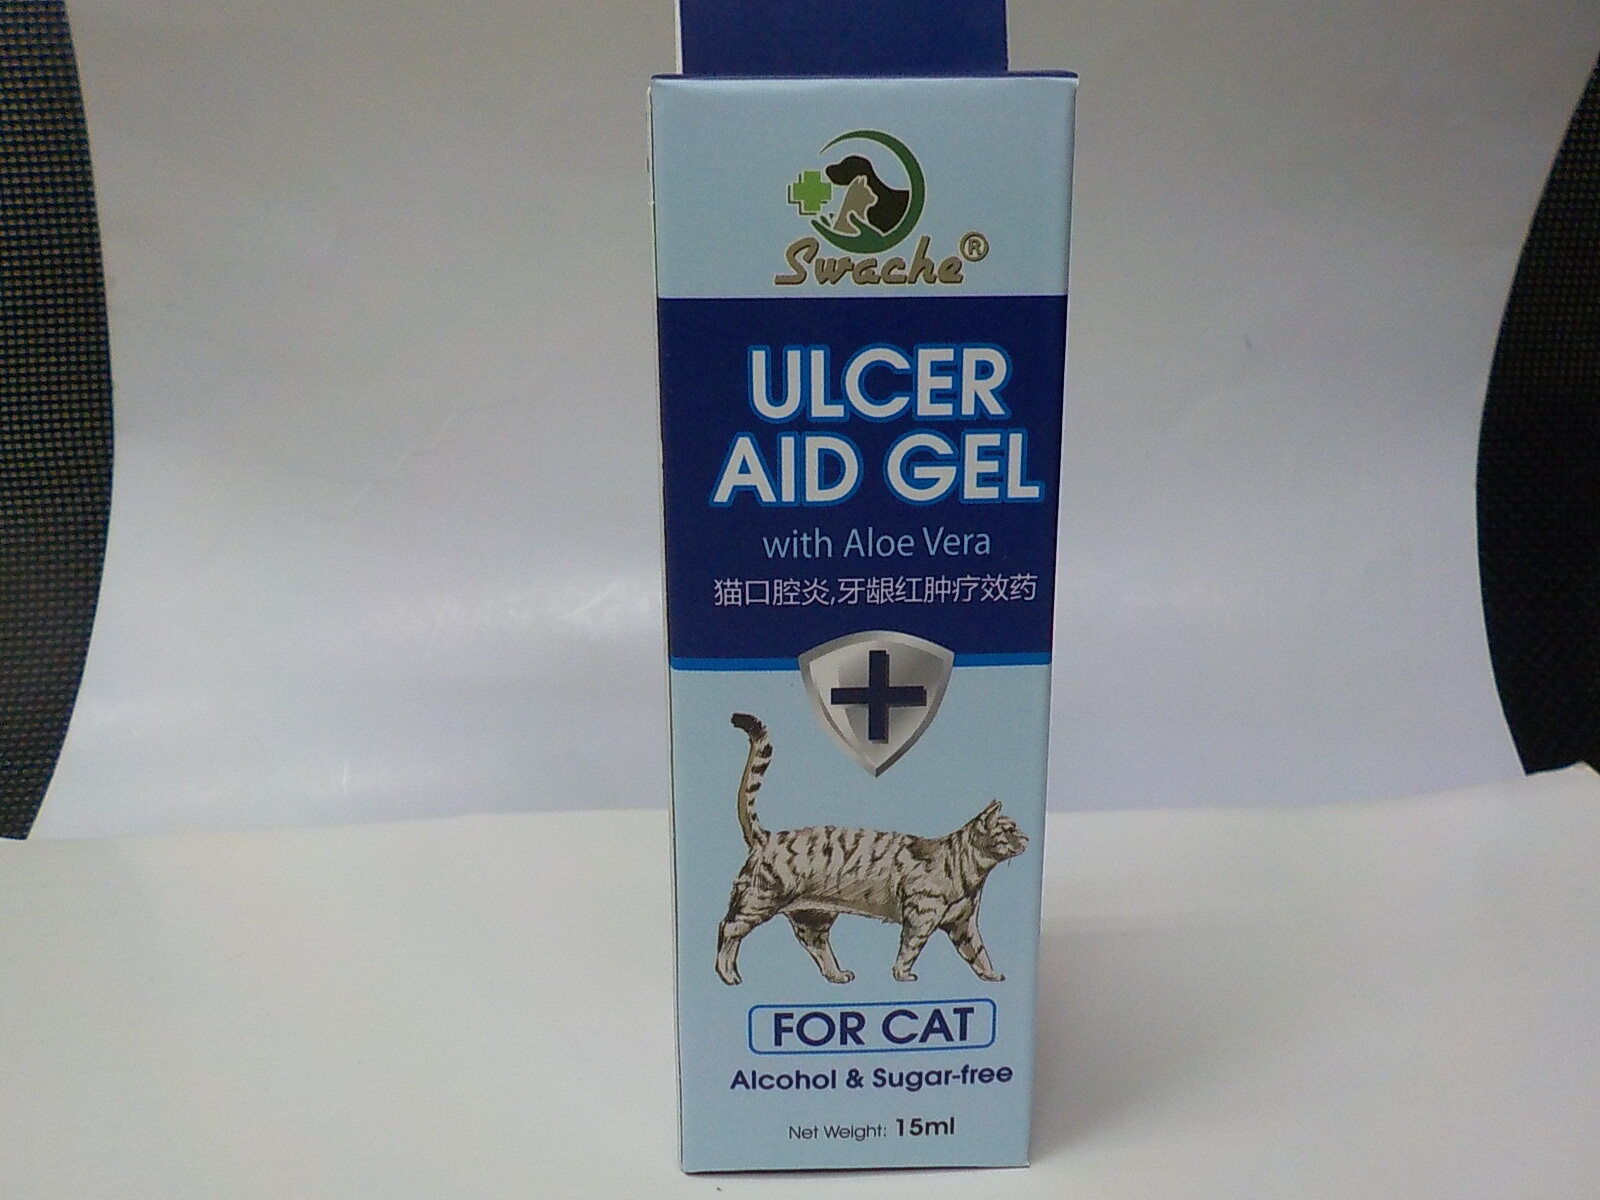 Swache®
ULCER
AID GEL
with Aloe Vera
猫口腔炎,牙龈红肿疗效药
FOR CAT
Alcohol & Sugar-free
Net Weight: 15ml